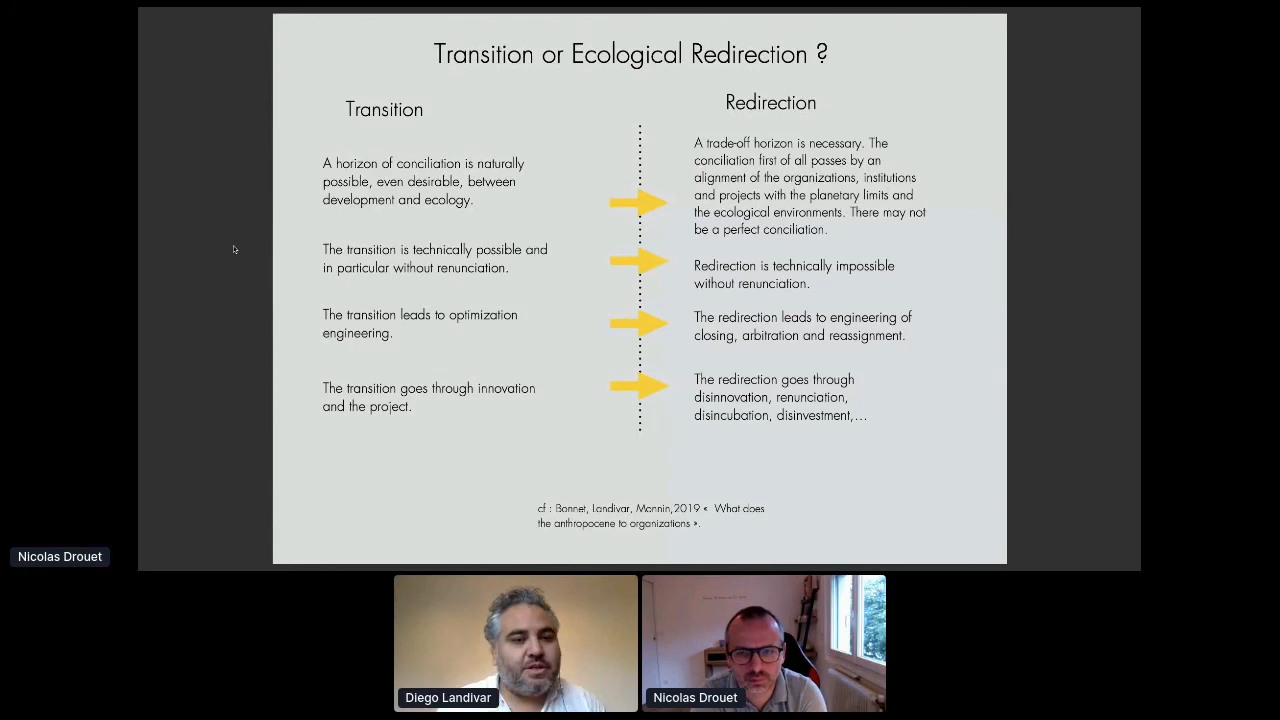 Transition or Ecological Redirection ?
Transition
A horizon of conciliation is naturally
possible, even desirable, between
development and ecology.
The transition is technically possible and
in particular without renunciation.
The transition leads to optimization
engineering.
The transition goes through innovation
and the project.
Redirection
A trade-off horizon is necessary. The
conciliation first of all passes by an
alignment of the organizations, institutions
and projects with the planetary limits and
the ecological environments. There may not
be a perfect conciliation.
Redirection is technically impossible
without renunciation.
The redirection leads to engineering of
closing, arbitration and reassignment.
The redirection goes through
disinnovation, renunciation,
disincubation, disinvestment,...
cf : Bonnet, Landivar, Monnin,2019 « What does
the anthropocene to organizations ».
Nicolas Drouet
Diego Landivar
Nicolas Drouet